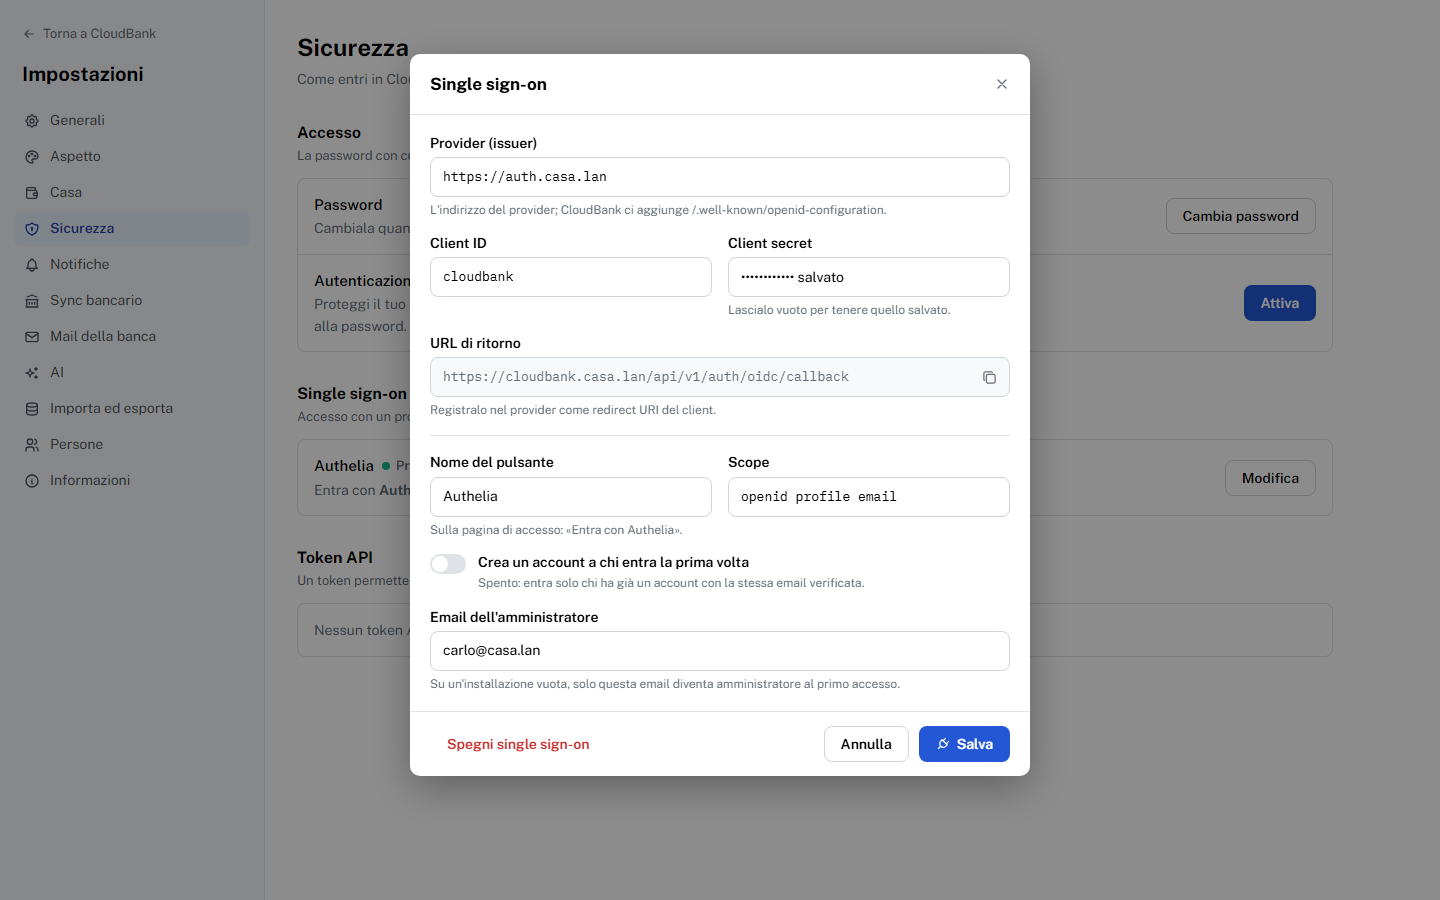 Torna a CloudBank
Impostazioni
Generali
Aspetto
Casa
Sicurezza
Notifiche
Sync bancario
Mail della banca
AI
Importa ed esporta
Persone
Informazioni
Sicurezza
Come entri in Clou
Accesso
La password con cu
Password
Cambiala quan
Cambia password
Autenticazion
Proteggi il tuo
alla password.
Attiva
Single sign-on
Accesso con un pro
Authelia Pr
Entra con Auth
Modifica
Token API
Un token permette
Nessun token A
Single sign-on
Provider (issuer)
https://auth.casa.lan
L'indirizzo del provider; CloudBank ci aggiunge /.well-known/openid-configuration.
Client ID
cloudbank
Client secret
•••••••••••• salvato
Lascialo vuoto per tenere quello salvato.
URL di ritorno
https://cloudbank.casa.lan/api/v1/auth/oidc/callback
Registralo nel provider come redirect URI del client.
Nome del pulsante
Authelia
Sulla pagina di accesso: «Entra con Authelia».
Scope
openid profile email
Crea un account a chi entra la prima volta
Spento: entra solo chi ha già un account con la stessa email verificata.
Email dell'amministratore
carlo@casa.lan
Su un'installazione vuota, solo questa email diventa amministratore al primo accesso.
Spegni single sign-on
Annulla
Salva